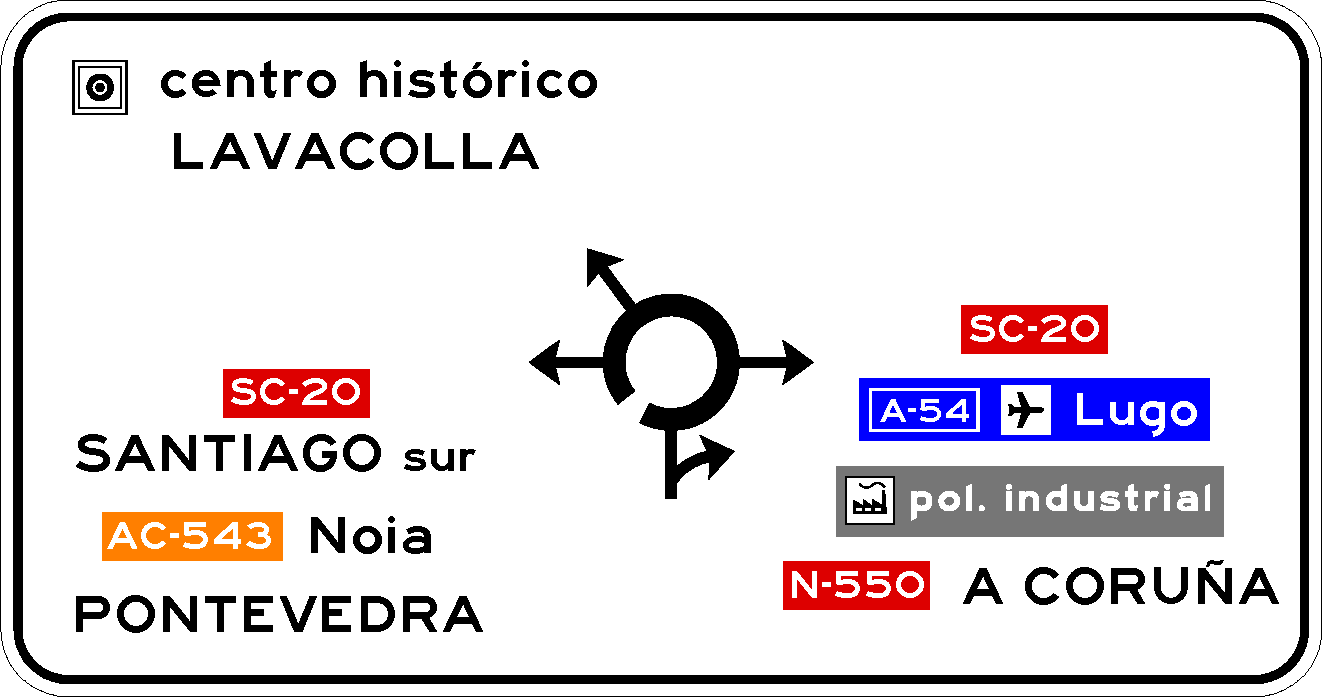 centro histórico
LAVACOLLA
SC-20
SANTIAGO sur
AC-543 Noia
PONTEVEDRA
SC-20
A-54 Lugo
pol. industrial
N-550 A CORUÑA